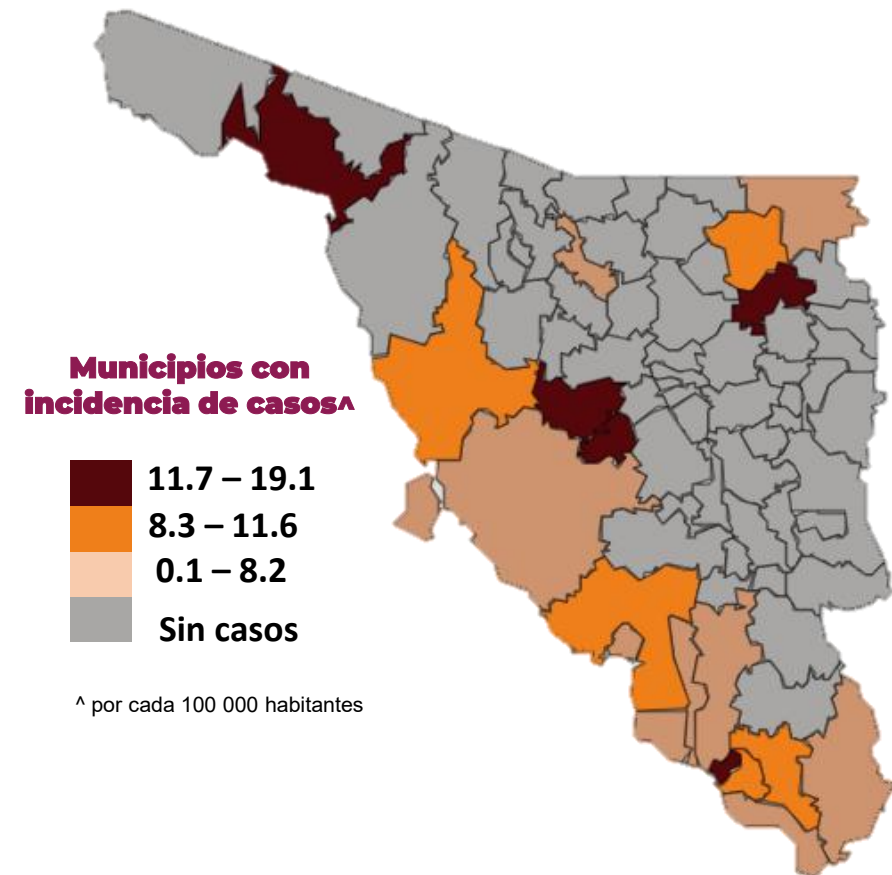 Municipios con
incidencia de casos^
11.7 – 19.1
8.3 – 11.6
0.1 – 8.2
Sin casos
^ por cada 100 000 habitantes